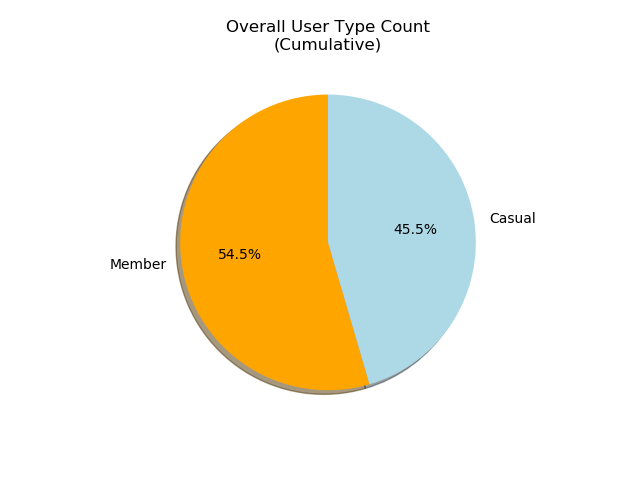 Overall User Type Count
(Cumulative)
Casual
45.5%
54.5%
Member